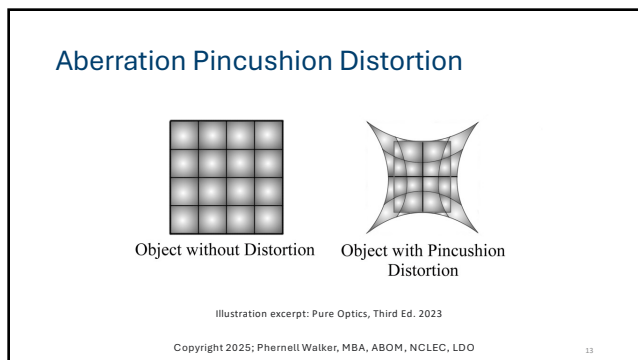 Aberration Pincushion Distortion
Object without Distortion
Object with Pincushion
Distortion
Illustration excerpt: Pure Optics, Third Ed. 2023
Copyright 2025; Phernell Walker, MBA, ABOM, NCLEC, LDO
13